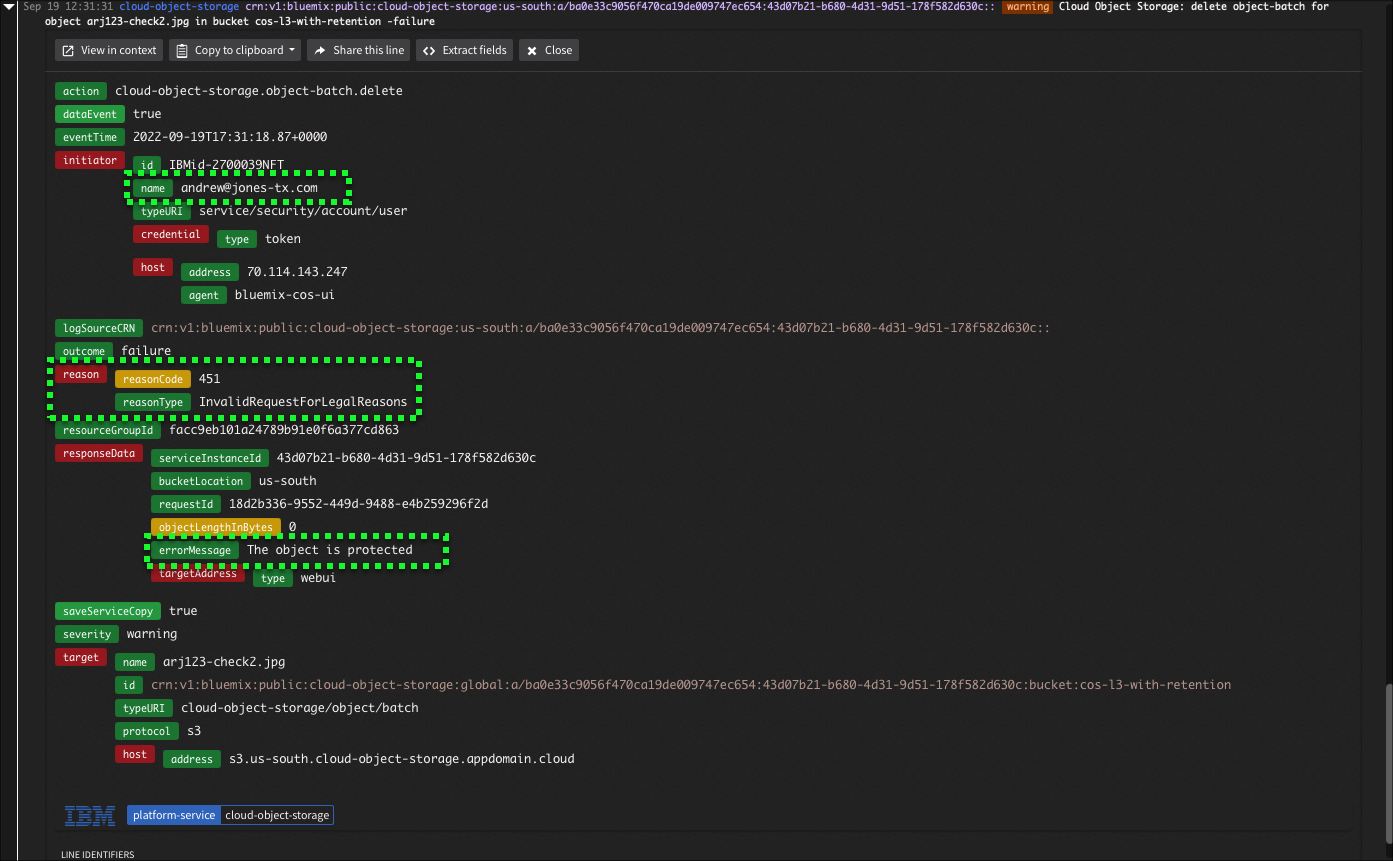 Sep 19 12:31:31 cloud-object-storage crn:v1:bluemix:public:cloud-object-storage:us-south:a/ba0e33c9056f470ca19de009747ec654:43d07b21-b680-4d31-9d51-178f582d630c:: warning Cloud Object Storage: delete object-batch for
object arj123-check2.jpg in bucket cos-l3-with-retention -failure
View in context Copy to clipboard Share this line Extract fields Close
action cloud-object-storage.object-batch.delete
dataEvent true
eventTime 2022-09-19T17:31:18.87+0000
initiator id IBMid-2700039NFT
name andrew@jones-tx.com
typeURI service/security/account/user
credential type token
host address 70.114.143.247
agent bluemix-cos-ui
logSourceCRN crn:v1:bluemix:public:cloud-object-storage:us-south:a/ba0e33c9056f470ca19de009747ec654:43d07b21-b680-4d31-9d51-178f582d630c::
outcome failure
reason reasonCode 451
reasonType InvalidRequestForLegalReasons
resourceGroupId facc9eb101a24789b91e0f6a377cd863
responseData serviceInstanceId 43d07b21-b680-4d31-9d51-178f582d630c
bucketLocation us-south
requestId 18d2b336-9552-449d-9488-e4b259296f2d
objectLengthInBytes 0
errorMessage The object is protected
targetAddress type webui
saveServiceCopy true
severity warning
target name arj123-check2.jpg
id crn:v1:bluemix:public:cloud-object-storage:global:a/ba0e33c9056f470ca19de009747ec654:43d07b21-b680-4d31-9d51-178f582d630c:bucket:cos-l3-with-retention
typeURI cloud-object-storage/object/batch
protocol s3
host address s3.us-south.cloud-object-storage.appdomain.cloud
IBM platform-service cloud-object-storage
LINE IDENTIFIERS